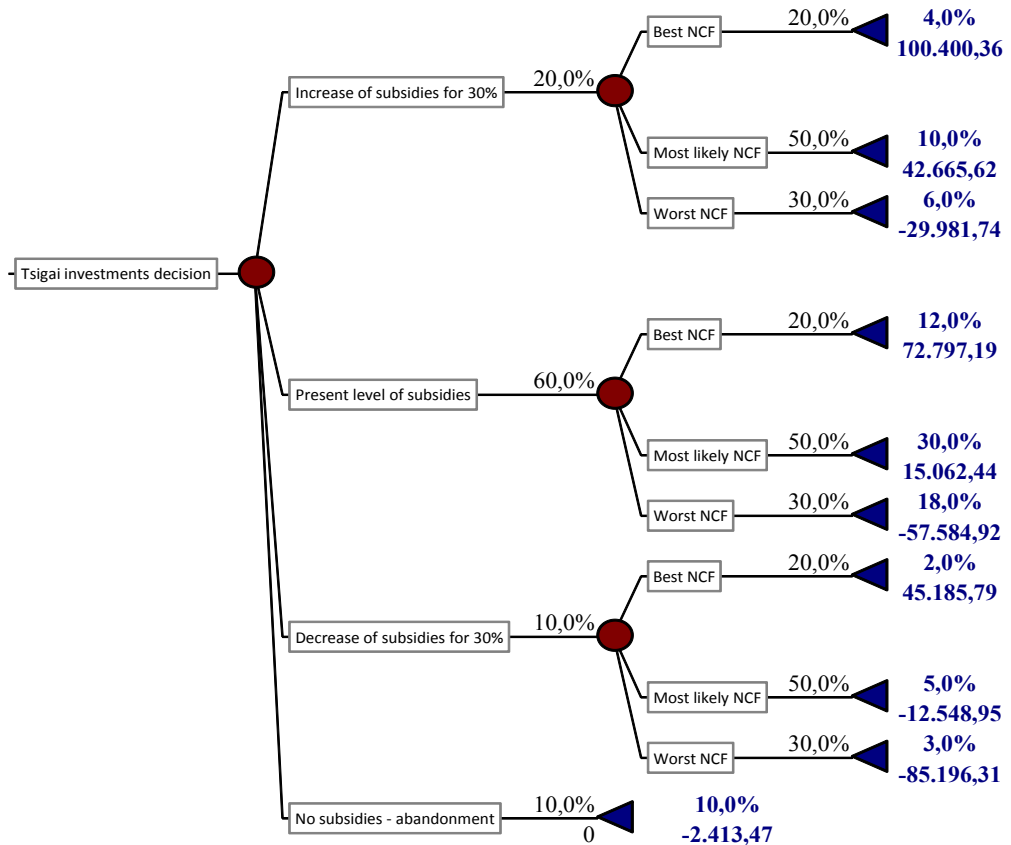 Best NCF 20,0% 4,0%
100.400,36
Increase of subsidies for 30% 20,0%
Most likely NCF 50,0% 10,0%
42.665,62
Worst NCF 30,0% 6,0%
-29.981,74
Tsigai investments decision
Best NCF 20,0% 12,0%
72.797,19
Present level of subsidies 60,0%
Most likely NCF 50,0% 30,0%
15.062,44
Worst NCF 30,0% 18,0%
-57.584,92
Best NCF 20,0% 2,0%
45.185,79
Decrease of subsidies for 30% 10,0%
Most likely NCF 50,0% 5,0%
-12.548,95
Worst NCF 30,0% 3,0%
-85.196,31
No subsidies - abandonment 10,0% 10,0%
0 -2.413,47